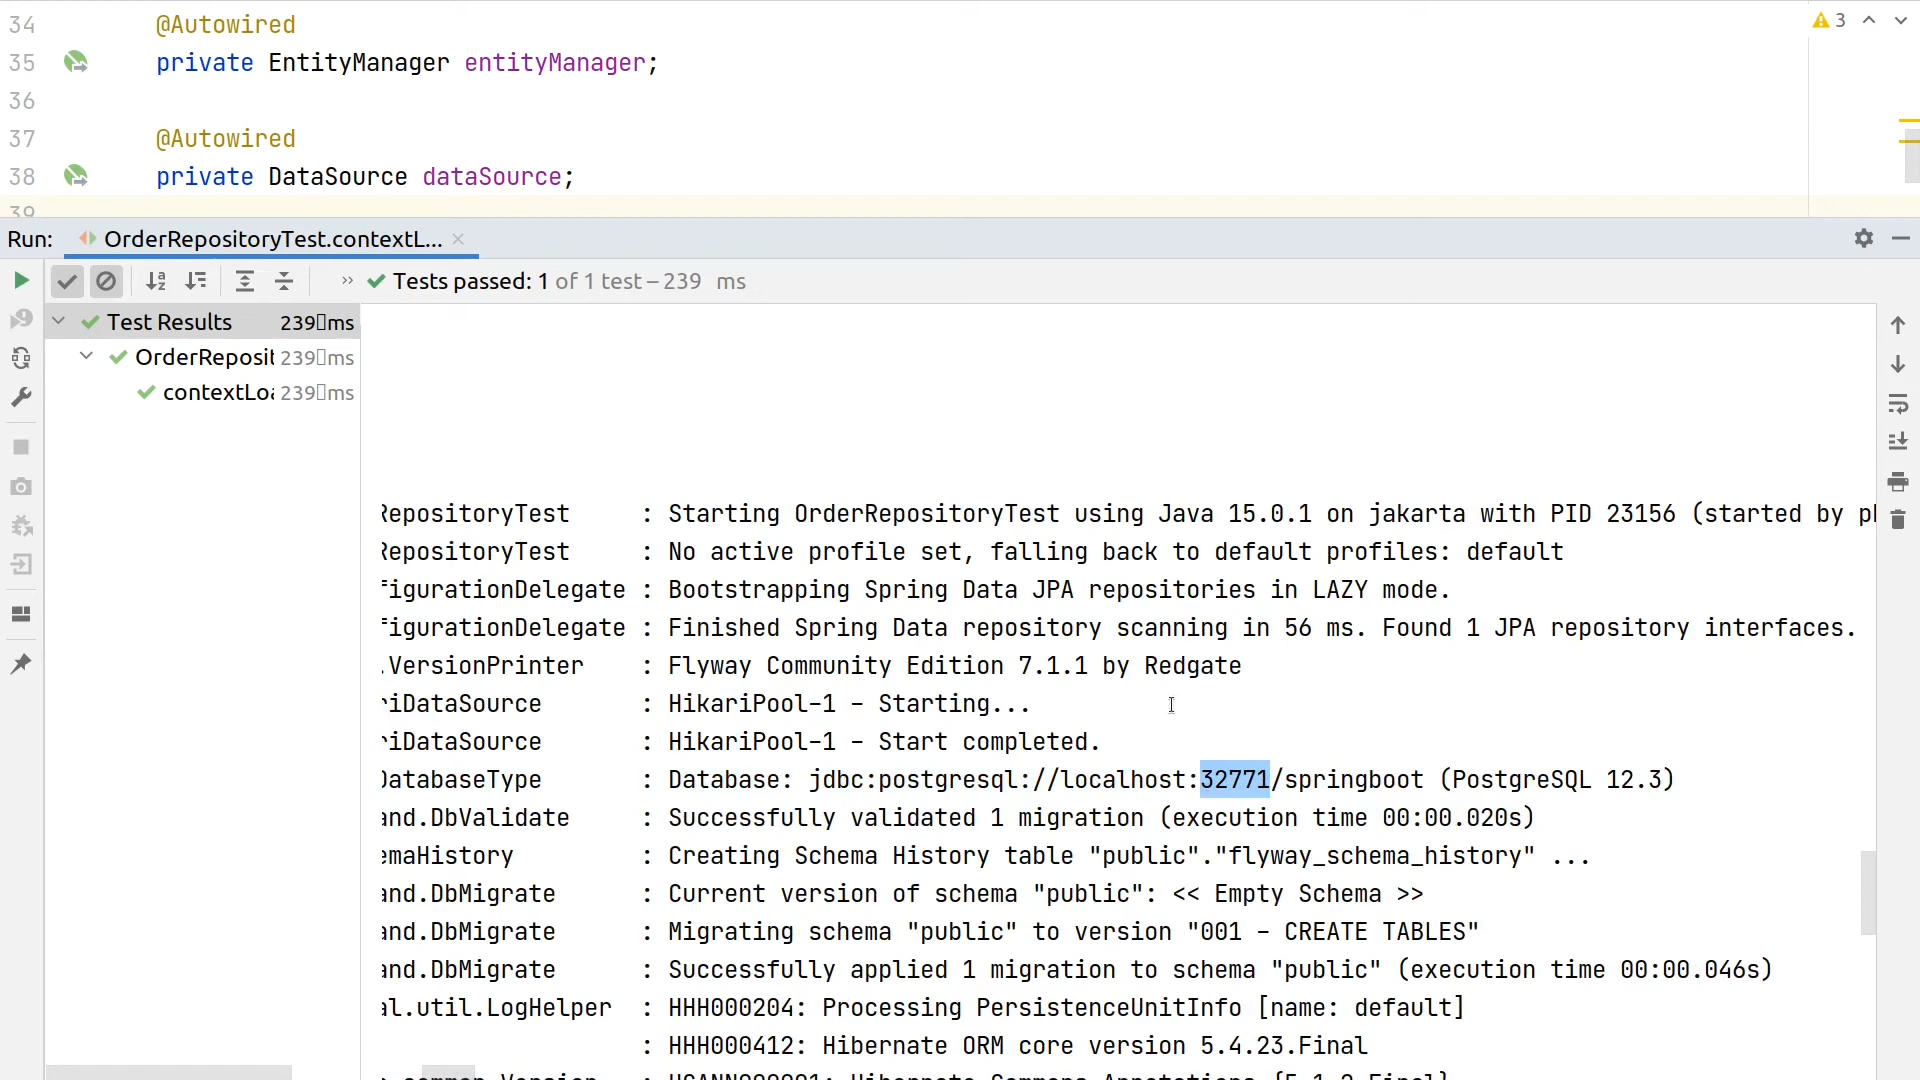 34 @Autowired
3
35 private EntityManager entityManager;
36
37 @Autowired
38 private DataSource dataSource;
39
Run: OrderRepositoryTest.contextL...
Tests passed: 1 of 1 test – 239 ms
Test Results 239 ms
OrderReposit 239 ms
contextLoa 239 ms
RepositoryTest : Starting OrderRepositoryTest using Java 15.0.1 on jakarta with PID 23156 (started by
RepositoryTest : No active profile set, falling back to default profiles: default
figurationDelegate : Bootstrapping Spring Data JPA repositories in LAZY mode.
figurationDelegate : Finished Spring Data repository scanning in 56 ms. Found 1 JPA repository interfaces.
.VersionPrinter : Flyway Community Edition 7.1.1 by Redgate
riDataSource : HikariPool-1 - Starting...
riDataSource : HikariPool-1 - Start completed.
DatabaseType : Database: jdbc:postgresql://localhost:32771/springboot (PostgreSQL 12.3)
and.DbValidate : Successfully validated 1 migration (execution time 00:00.020s)
emaHistory : Creating Schema History table "public"."flyway_schema_history" ...
and.DbMigrate : Current version of schema "public": << Empty Schema >>
and.DbMigrate : Migrating schema "public" to version "001 - CREATE TABLES"
and.DbMigrate : Successfully applied 1 migration to schema "public" (execution time 00:00.046s)
al.util.LogHelper : HHH000204: Processing PersistenceUnitInfo [name: default]
: HHH000412: Hibernate ORM core version 5.4.23.Final